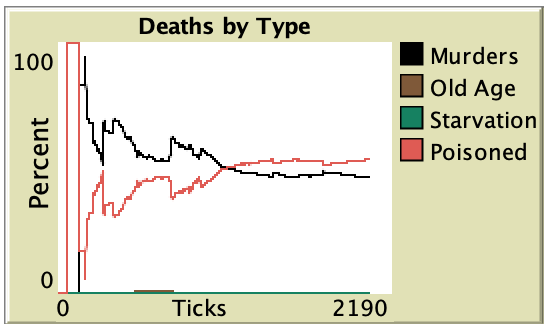 Deaths by Type
100
Percent
0
0 Ticks 2190
Murders
Old Age
Starvation
Poisoned